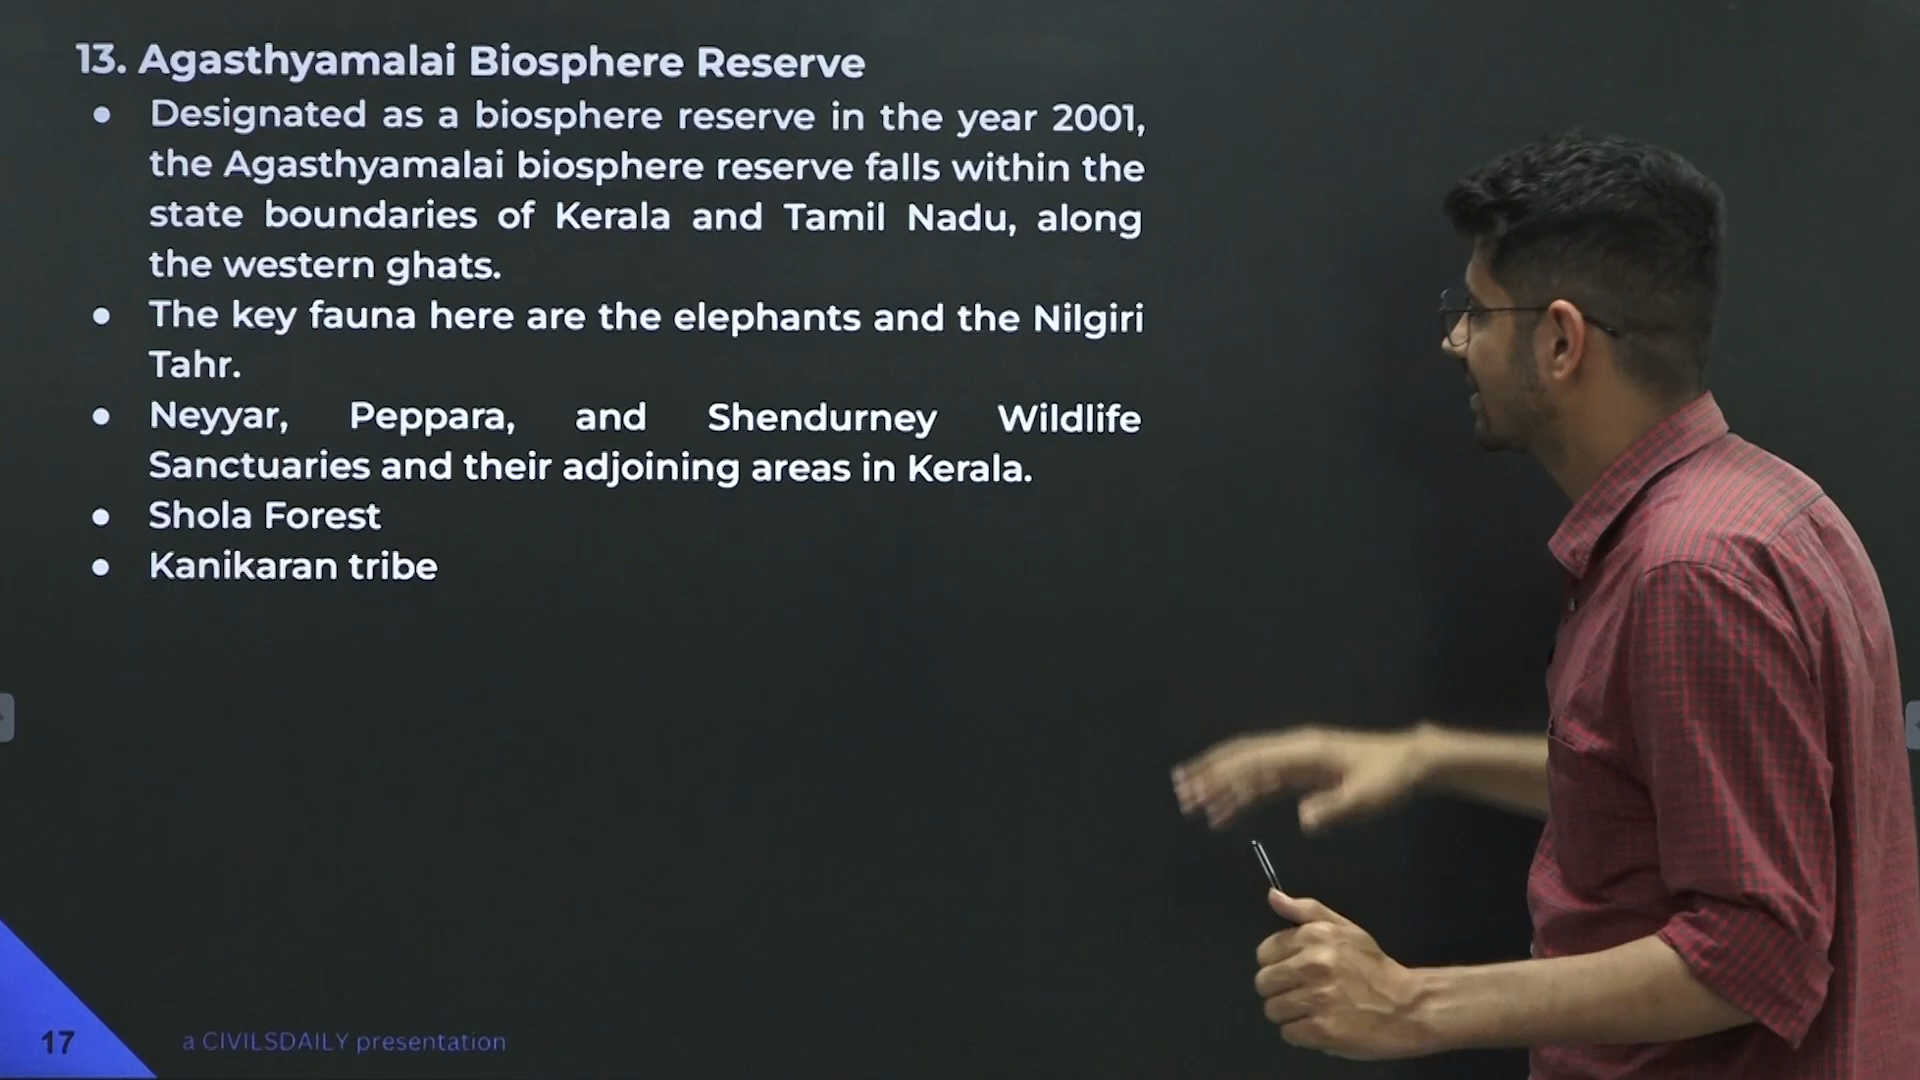 13. Agasthyamalai Biosphere Reserve
● Designated as a biosphere reserve in the year 2001,
the Agasthyamalai biosphere reserve falls within the
state boundaries of Kerala and Tamil Nadu, along
the western ghats.
● The key fauna here are the elephants and the Nilgiri
Tahr.
● Neyyar, Peppara, and Shendurney Wildlife
Sanctuaries and their adjoining areas in Kerala.
● Shola Forest
● Kanikaran tribe
17
a CIVILSDAILY presentation